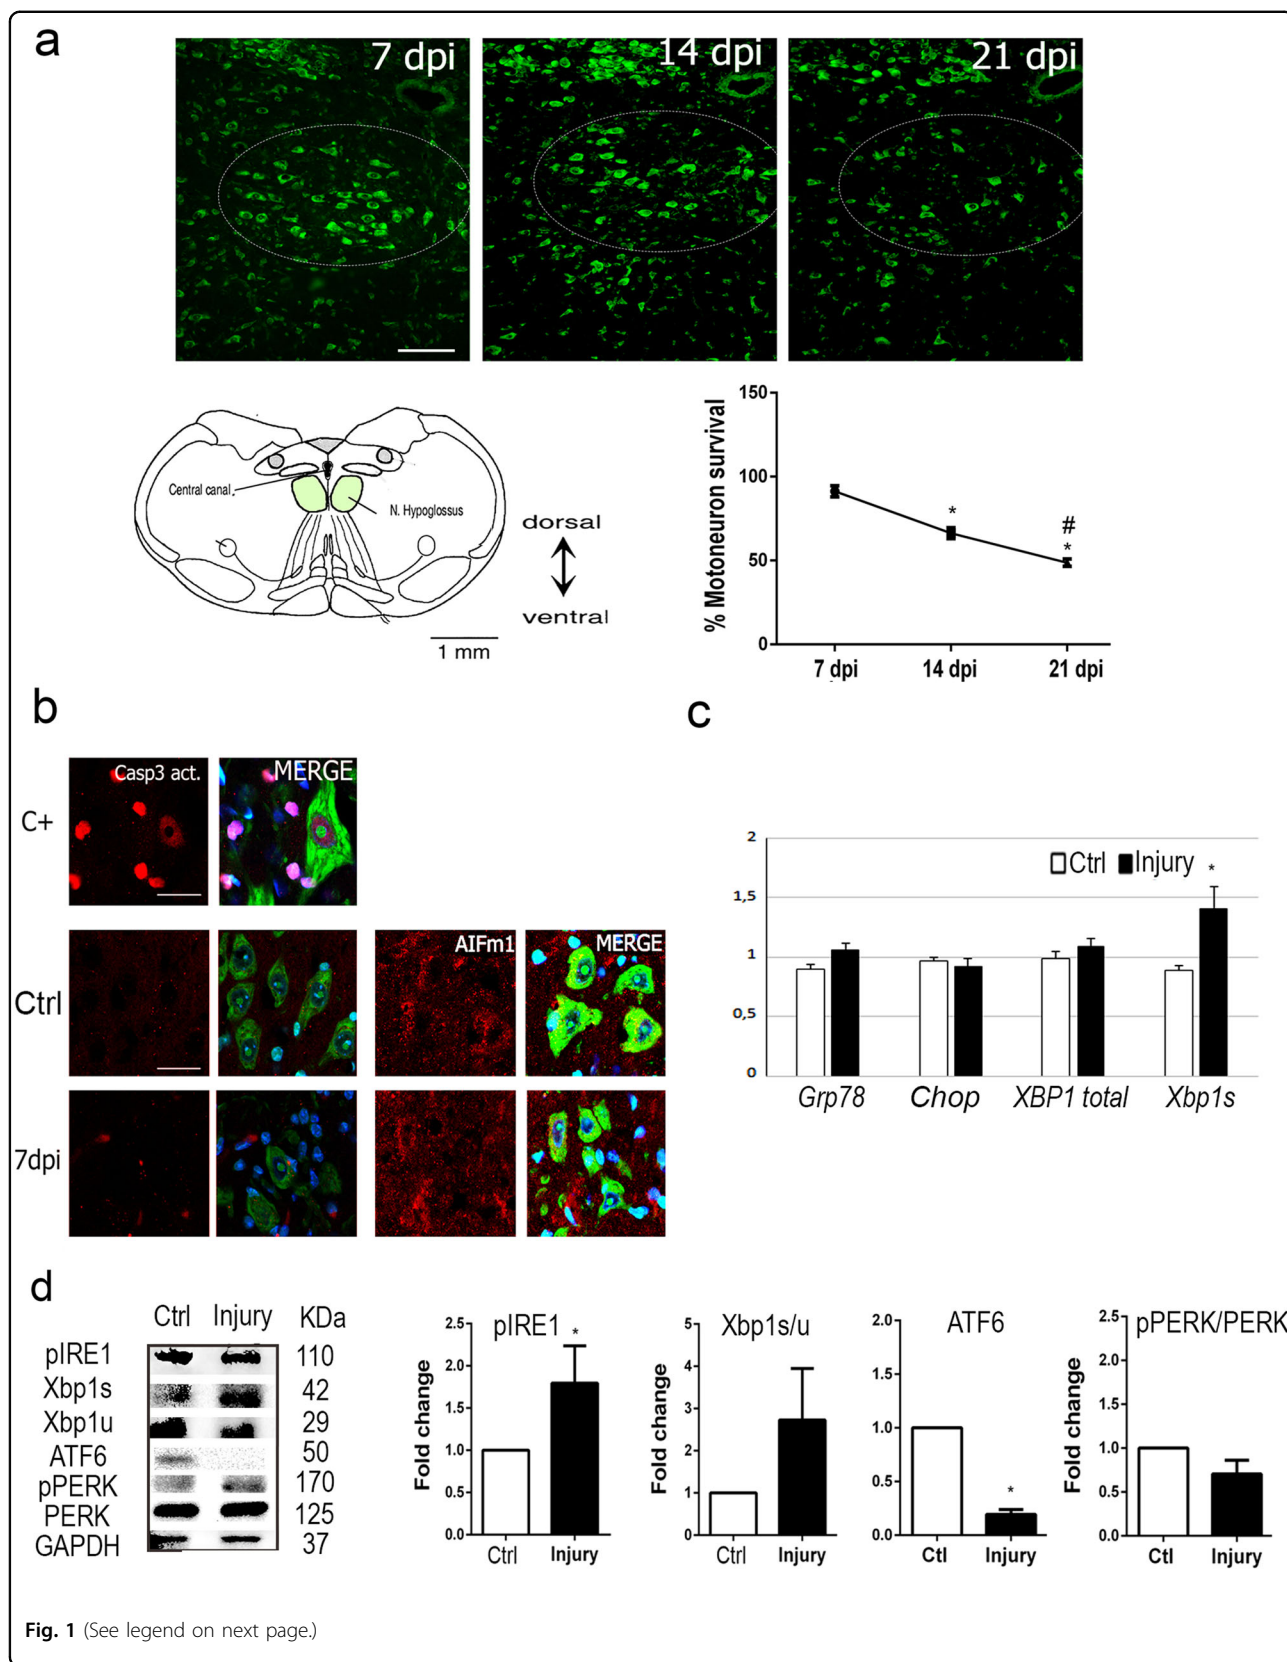 a
7 dpi
14 dpi
21 dpi
Central canal
N. Hypoglossus
dorsal
ventral
1 mm
% Motoneuron survival
150
100
50
0
*
#
*
7 dpi
14 dpi
21 dpi
b
Casp3 act.
MERGE
C+
Ctrl
AIFm1
MERGE
7dpi
c
2
1,5
1
0,5
0
Ctrl
Injury
*
Grp78
Chop
XBP1 total
Xbp1s
d
Ctrl
Injury
KDa
pIRE1
110
Xbp1s
42
Xbp1u
29
ATF6
50
pPERK
170
PERK
125
GAPDH
37
pIRE1
Fold change
2.5
2.0
1.5
1.0
0.5
0.0
*
Ctrl
Injury
Xbp1s/u
Fold change
5
4
3
2
1
0
Ctrl
Injury
ATF6
2.0
1.5
1.0
0.5
0.0
*
Ctl
Injury
pPERK/PERK
Fold change
2.5
2.0
1.5
1.0
0.5
0.0
Ctl
Injury
Fig. 1 (See legend on next page.)